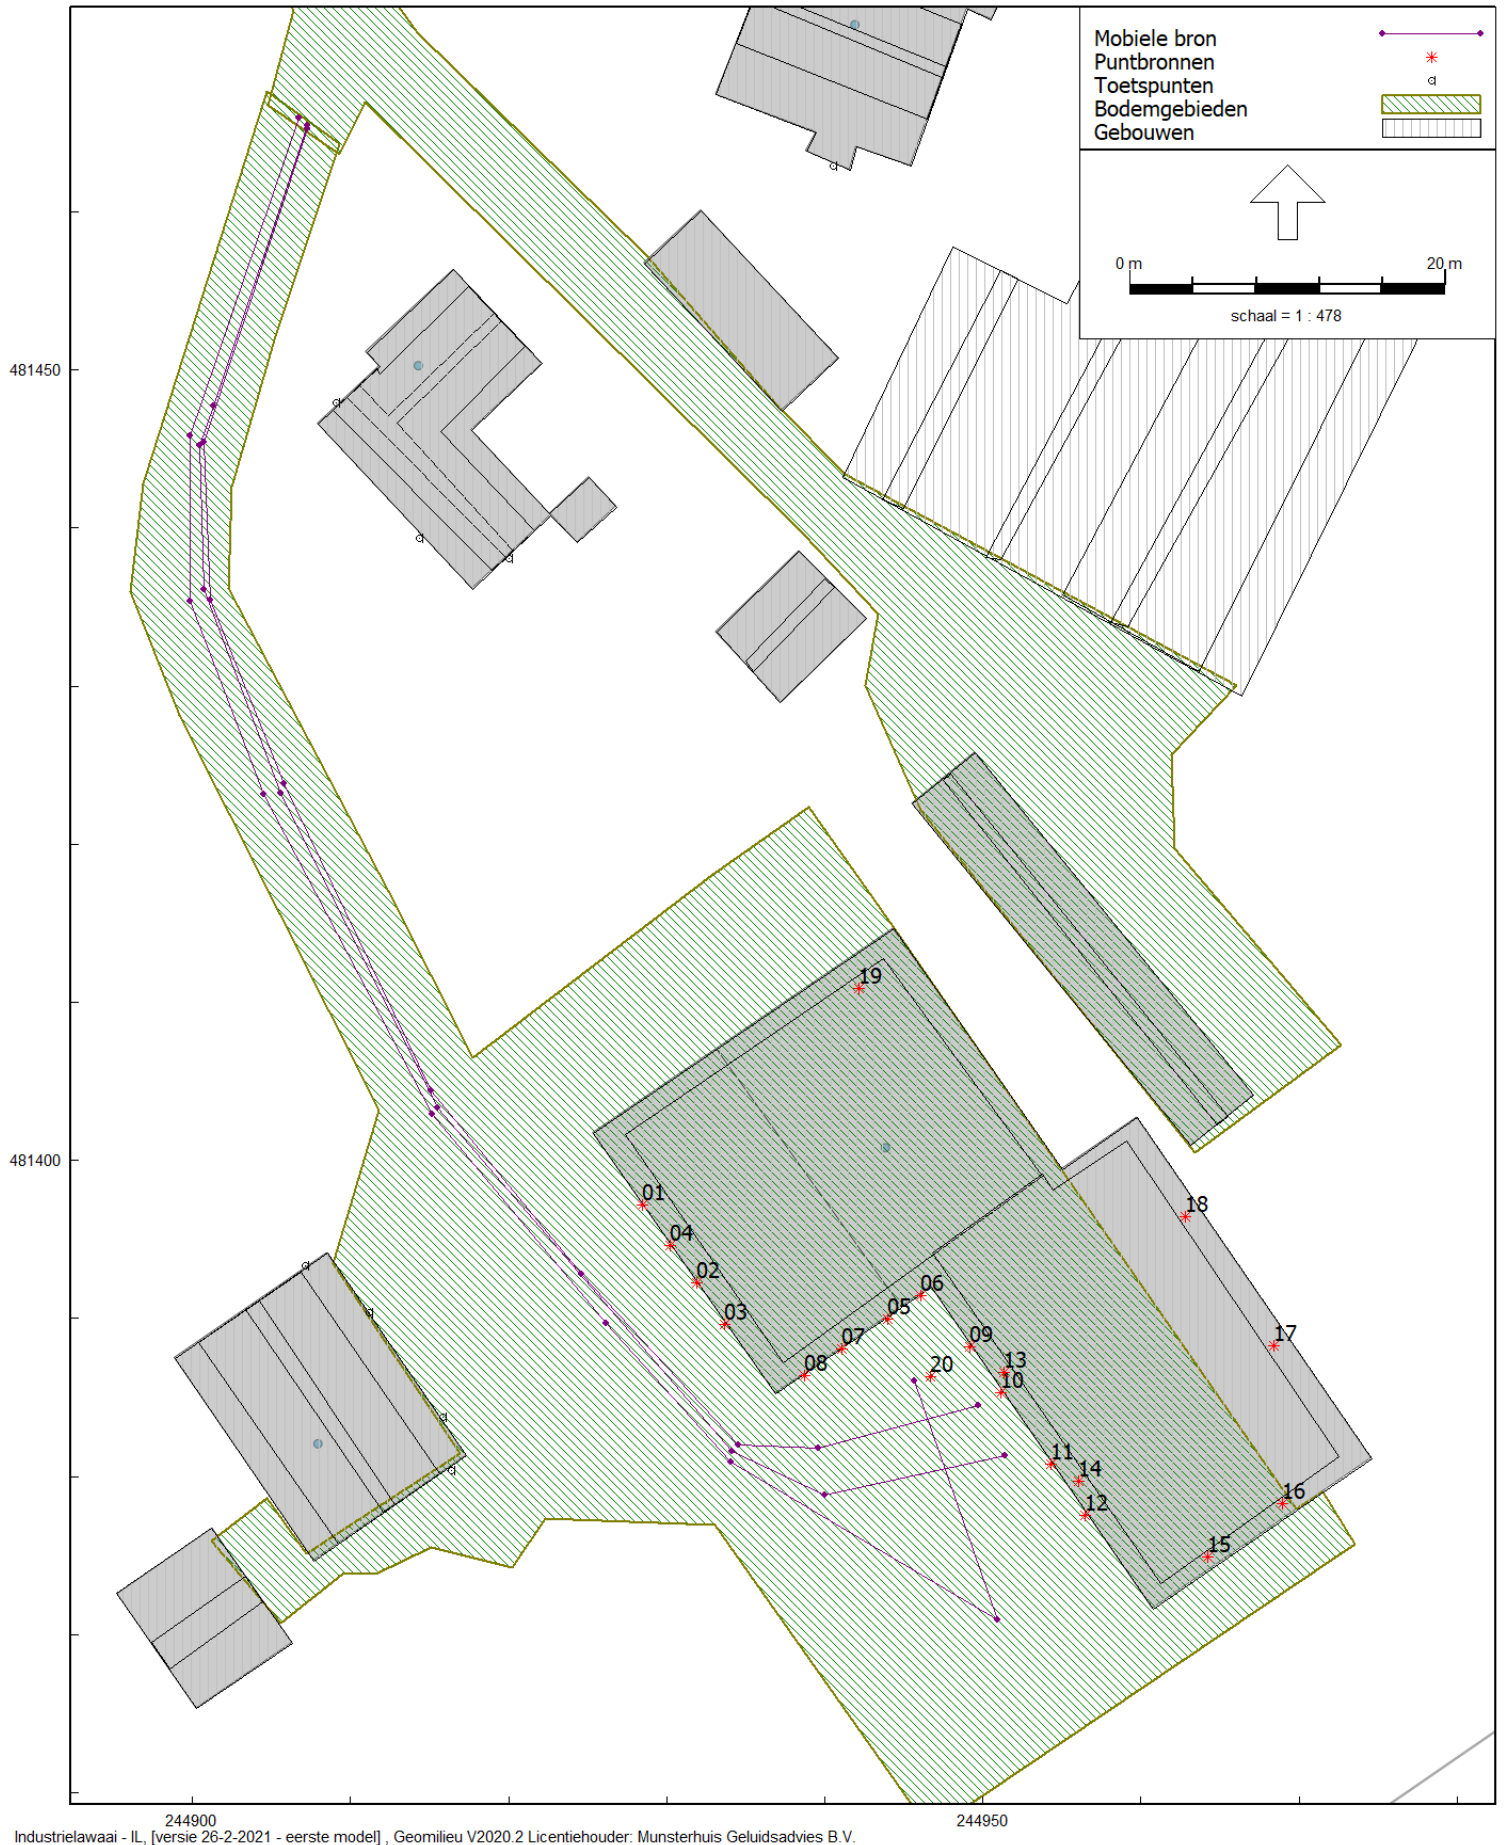 Mobiele bron
Puntbronnen
Toetspunten
Bodemgebieden
Gebouwen
0 m 20 m
schaal = 1 : 478
481450
19
481400
01
18
04
02
06
05
03
17
07
09
08
20
13
10
11
14
16
12
15
244900 244950
Industrielawaai - IL, [versie 26-2-2021 - eerste model] , Geomilieu V2020.2 Licentiehouder: Munsterhuis Geluidsadvies B.V.